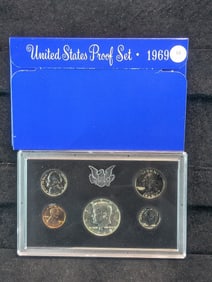 United States Proof Set · 1969